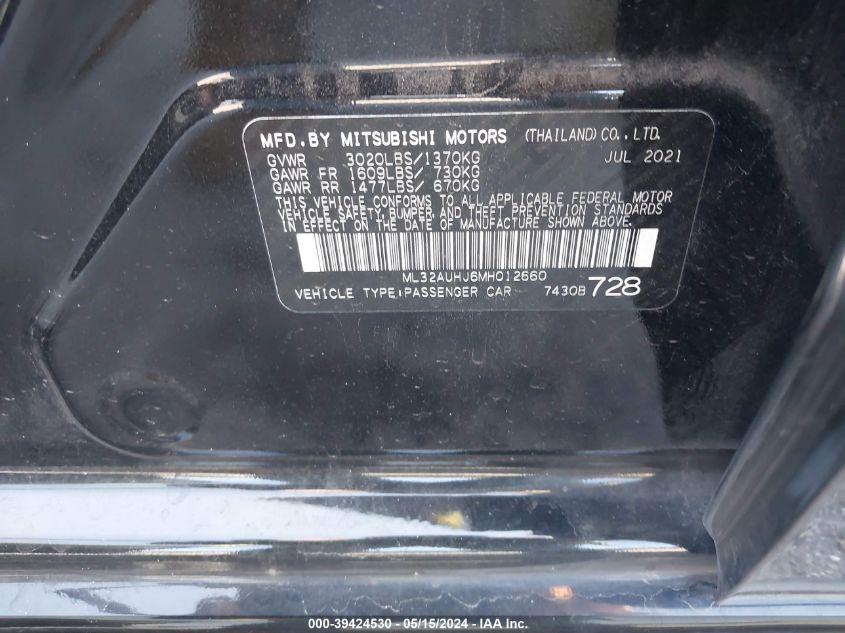 MFD.BY MITSUBISHI MOTORS (THAILAND) CO.,LTD.
GVWR 3020LBS/1370KG JUL 2021
GAWR FR 1609LBS/ 730KG
GAWR RR 1477LBS/ 670KG
THIS VEHICLE CONFORMS TO ALL APPLICABLE FEDERAL MOTOR
VEHICLE SAFETY, BUMPER, AND THEFT PREVENTION STANDARDS
IN EFFECT ON THE DATE OF MANUFACTURE SHOWN ABOVE.
ML32AUHJ6MH012660
VEHICLE TYPE:PASSENGER CAR 7430B 728
000-39424530 - 05/15/2024 - IAA Inc.